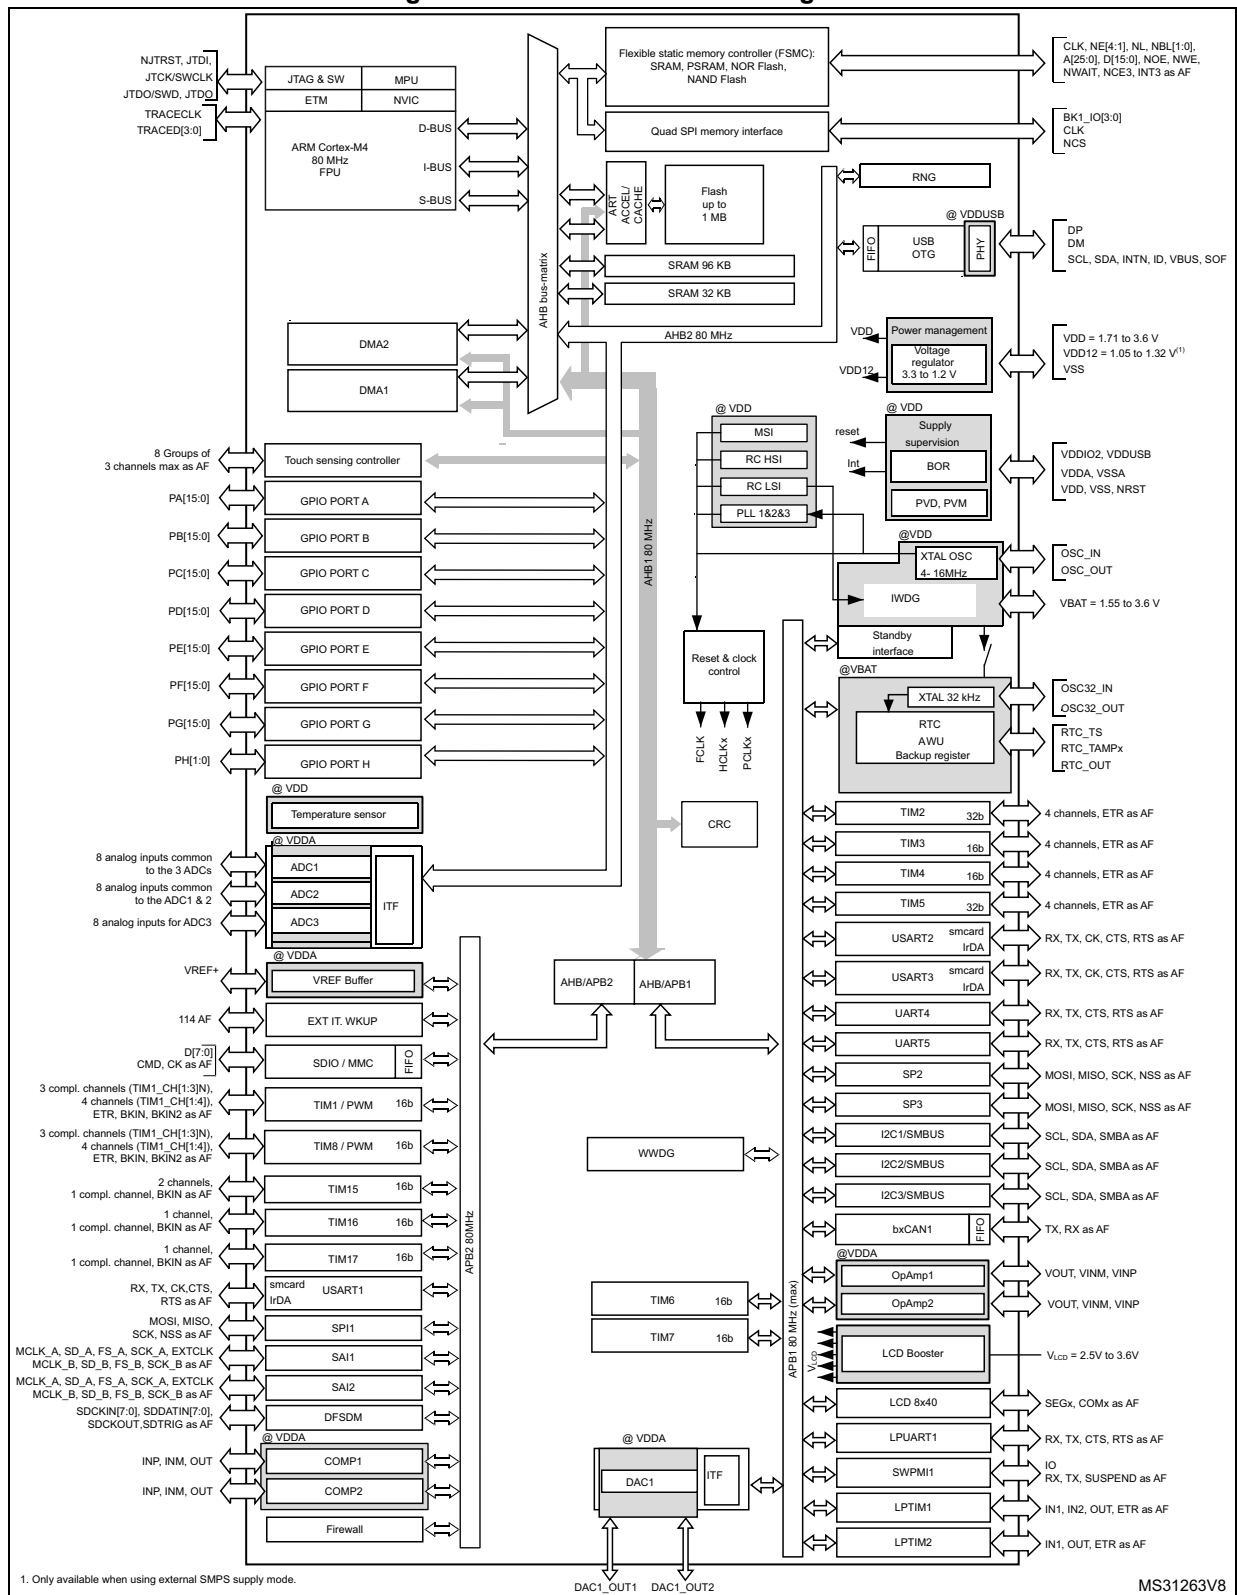 NJTRST, JTDI,
JTCK/SWCLK
JTDO/SWD, JTDO
TRACECLK
TRACED[3:0]
JTAG & SW
MPU
ETM
NVIC
ARM Cortex-M4
80 MHz
FPU
D-BUS
I-BUS
S-BUS
AHB bus-matrix
Flexible static memory controller (FSMC):
SRAM, PSRAM, NOR Flash,
NAND Flash
CLK, NE[4:1], NL, NBL[1:0],
A[25:0], D[15:0], NOE, NWE,
NWAIT, NCE3, INT3 as AF
Quad SPI memory interface
BK1_IO[3:0]
CLK
NCS
ART
ACCEL/
CACHE
Flash
up to
1 MB
SRAM 96 KB
SRAM 32 KB
RNG
@ VDDUSB
FIFO
USB
OTG
PHY
DP
DM
SCL, SDA, INTN, ID, VBUS, SOF
AHB2 80 MHz
DMA2
DMA1
VDD
VDD12
Power management
Voltage
regulator
3.3 to 1.2 V
VDD = 1.71 to 3.6 V
VDD12 = 1.05 to 1.32 V(1)
VSS
@ VDD
MSI
RC HSI
RC LSI
PLL 1&2&3
@ VDD
reset
Int
Supply
supervision
BOR
PVD, PVM
VDDIO2, VDDUSB
VDDA, VSSA
VDD, VSS, NRST
@VDD
XTAL OSC
4- 16MHz
IWDG
OSC_IN
OSC_OUT
VBAT = 1.55 to 3.6 V
Standby
interface
@VBAT
XTAL 32 kHz
RTC
AWU
Backup register
OSC32_IN
OSC32_OUT
RTC_TS
RTC_TAMPx
RTC_OUT
Reset & clock
control
FCLK
HCLKx
PCLKx
AHB1 80 MHz
CRC
8 Groups of
3 channels max as AF
Touch sensing controller
PA[15:0]
GPIO PORT A
PB[15:0]
GPIO PORT B
PC[15:0]
GPIO PORT C
PD[15:0]
GPIO PORT D
PE[15:0]
GPIO PORT E
PF[15:0]
GPIO PORT F
PG[15:0]
GPIO PORT G
PH[1:0]
GPIO PORT H
@ VDD
Temperature sensor
@ VDDA
8 analog inputs common
to the 3 ADCs
8 analog inputs common
to the ADC1 & 2
8 analog inputs for ADC3
ADC1
ADC2
ADC3
ITF
@ VDDA
VREF+
VREF Buffer
114 AF
EXT IT. WKUP
D[7:0]
CMD, CK as AF
SDIO / MMC
FIFO
3 compl. channels (TIM1_CH[1:3]N),
4 channels (TIM1_CH[1:4]),
ETR, BKIN, BKIN2 as AF
TIM1 / PWM
16b
3 compl. channels (TIM1_CH[1:3]N),
4 channels (TIM1_CH[1:4]),
ETR, BKIN, BKIN2 as AF
TIM8 / PWM
16b
2 channels,
1 compl. channel, BKIN as AF
TIM15
16b
1 channel,
1 compl. channel, BKIN as AF
TIM16
16b
1 channel,
1 compl. channel, BKIN as AF
TIM17
16b
RX, TX, CK,CTS,
RTS as AF
smcard
IrDA
USART1
MOSI, MISO,
SCK, NSS as AF
SPI1
MCLK_A, SD_A, FS_A, SCK_A, EXTCLK
MCLK_B, SD_B, FS_B, SCK_B as AF
SAI1
MCLK_A, SD_A, FS_A, SCK_A, EXTCLK
MCLK_B, SD_B, FS_B, SCK_B as AF
SAI2
SDCKIN[7:0], SDDATIN[7:0],
SDCKOUT,SDTRIG as AF
DFSDM
@ VDDA
INP, INM, OUT
COMP1
INP, INM, OUT
COMP2
Firewall
APB2 80MHz
AHB/APB2
AHB/APB1
WWDG
TIM6
16b
TIM7
16b
@ VDDA
DAC1
ITF
DAC1_OUT1
DAC1_OUT2
APB1 80 MHz (max)
TIM2
32b
4 channels, ETR as AF
TIM3
16b
4 channels, ETR as AF
TIM4
16b
4 channels, ETR as AF
TIM5
32b
4 channels, ETR as AF
USART2
smcard
IrDA
RX, TX, CK, CTS, RTS as AF
USART3
smcard
IrDA
RX, TX, CK, CTS, RTS as AF
UART4
RX, TX, CTS, RTS as AF
UART5
RX, TX, CTS, RTS as AF
SP2
MOSI, MISO, SCK, NSS as AF
SP3
MOSI, MISO, SCK, NSS as AF
I2C1/SMBUS
SCL, SDA, SMBA as AF
I2C2/SMBUS
SCL, SDA, SMBA as AF
I2C3/SMBUS
SCL, SDA, SMBA as AF
bxCAN1
FIFO
TX, RX as AF
@VDDA
OpAmp1
VOUT, VINM, VINP
OpAmp2
VOUT, VINM, VINP
VLCD
LCD Booster
VLCD = 2.5V to 3.6V
LCD 8x40
SEGx, COMx as AF
LPUART1
RX, TX, CTS, RTS as AF
SWPMI1
IO
RX, TX, SUSPEND as AF
LPTIM1
IN1, IN2, OUT, ETR as AF
LPTIM2
IN1, OUT, ETR as AF
1. Only available when using external SMPS supply mode.
MS31263V8